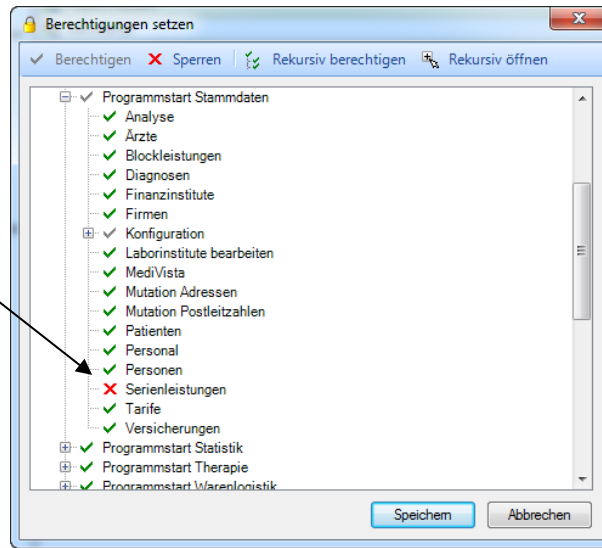 Berechtigungen setzen
Berechtigen Sperren Rekursiv berechtigen Rekursiv öffnen
Programmstart Stammdaten
Analyse
Ärzte
Blockleistungen
Diagnosen
Finanzinstitute
Firmen
Konfiguration
Laborinstitute bearbeiten
MediVista
Mutation Adressen
Mutation Postleitzahlen
Patienten
Personal
Personen
Serienleistungen
Tarife
Versicherungen
Programmstart Statistik
Programmstart Therapie
Programmstart Warenlogistik
Speichern Abbrechen